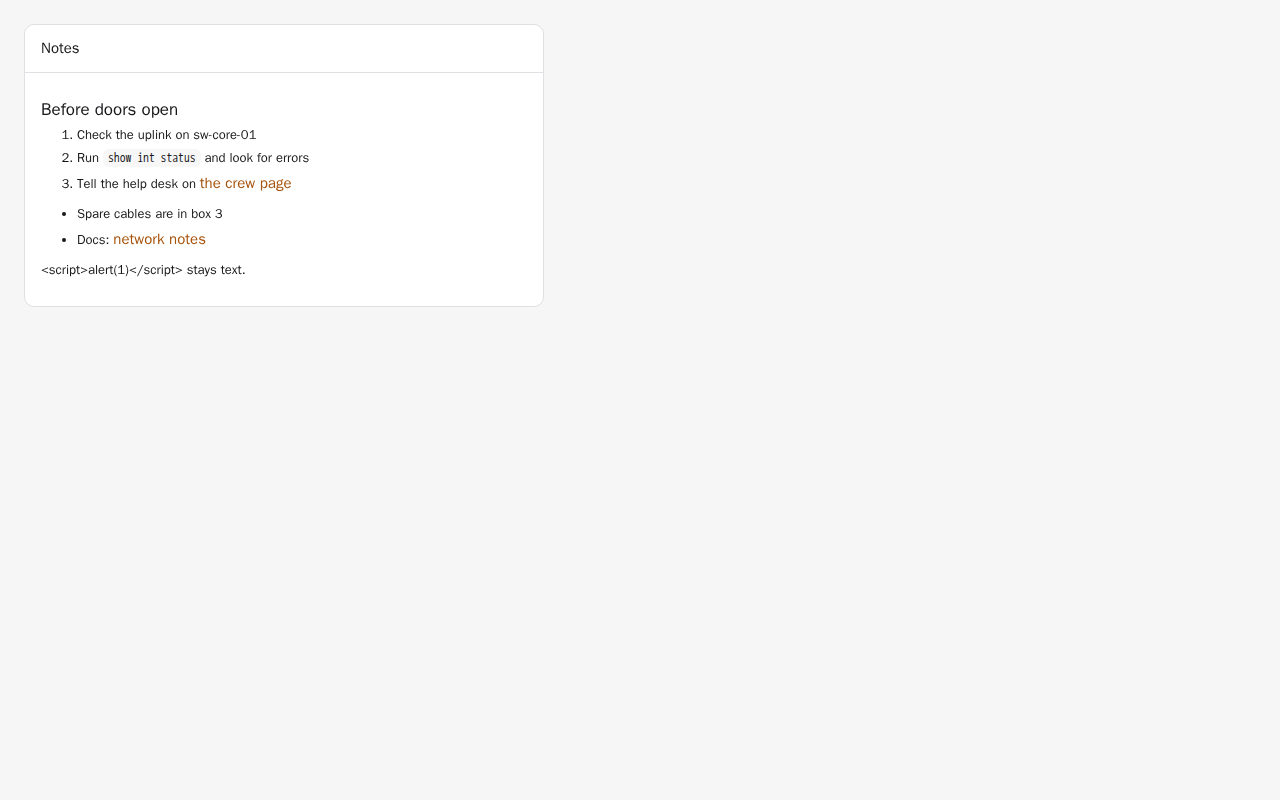 Notes
Before doors open
1. Check the uplink on sw-core-01
2. Run show int status and look for errors
3. Tell the help desk on the crew page
• Spare cables are in box 3
• Docs: network notes
<script>alert(1)</script> stays text.